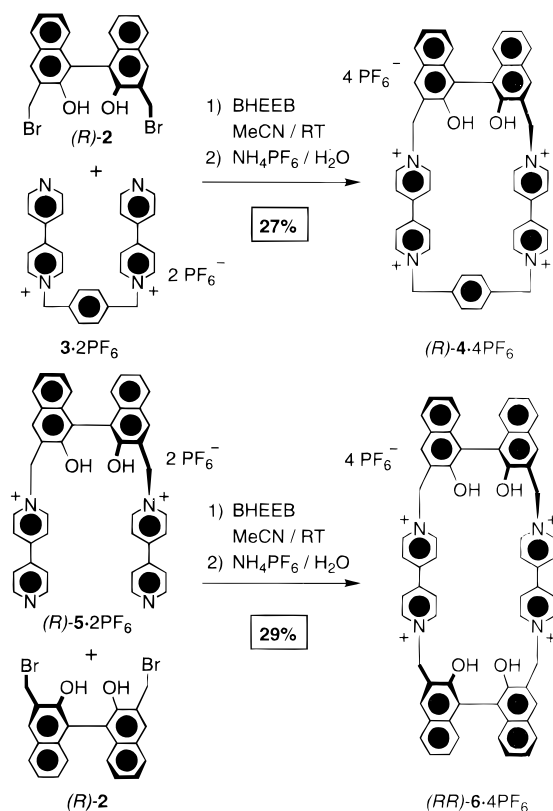 Br
OH
OH
Br
(R)-2
+
N
N
N
+
N
+
2 PF₆⁻
3·2PF₆
1) BHEEB
MeCN / RT
2) NH₄PF₆ / H₂O
27%
4 PF₆⁻
OH
OH
N
+
N
+
N
+
N
+
(R)-4·4PF₆
OH
OH
2 PF₆⁻
N
+
N
+
N
N
(R)-5·2PF₆
+
Br
OH
OH
Br
(R)-2
1) BHEEB
MeCN / RT
2) NH₄PF₆ / H₂O
29%
4 PF₆⁻
OH
OH
N
+
N
+
N
+
N
+
OH
OH
(RR)-6·4PF₆